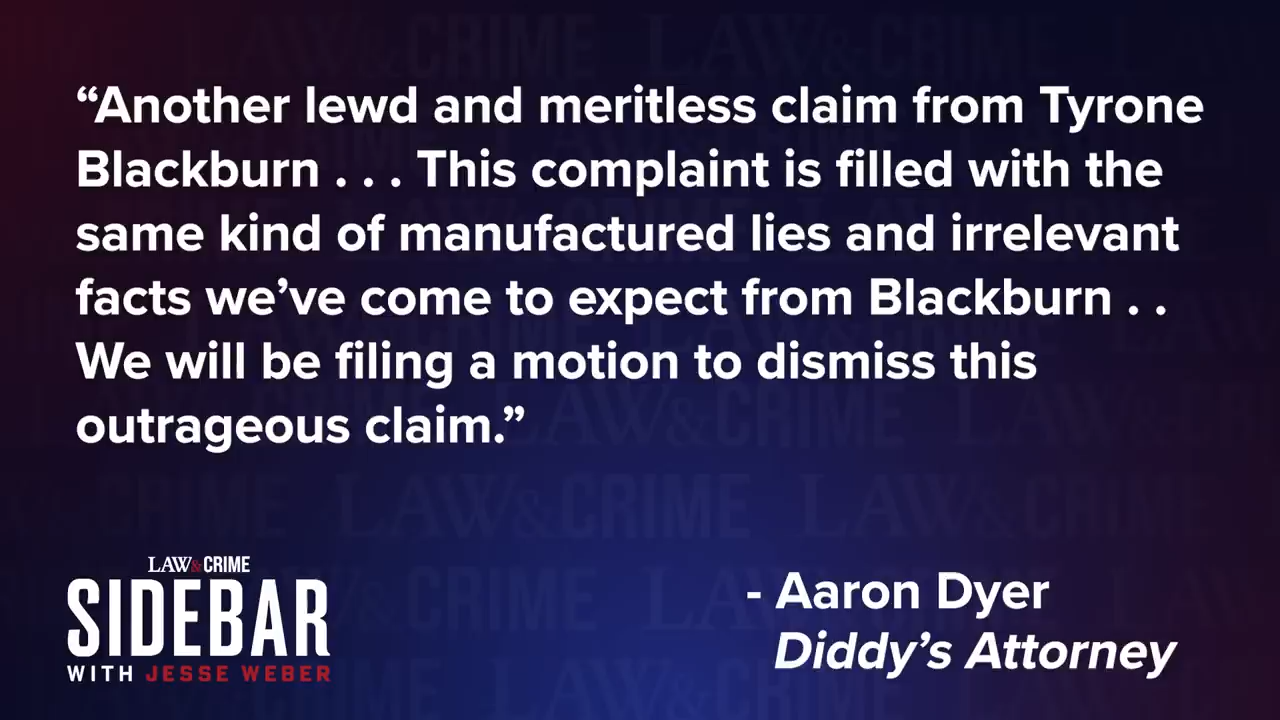 “Another lewd and meritless claim from Tyrone
Blackburn . . . This complaint is filled with the
same kind of manufactured lies and irrelevant
facts we’ve come to expect from Blackburn . .
We will be filing a motion to dismiss this
outrageous claim.”
LAW&CRIME
SIDEBAR
WITH JESSE WEBER
- Aaron Dyer
Diddy’s Attorney